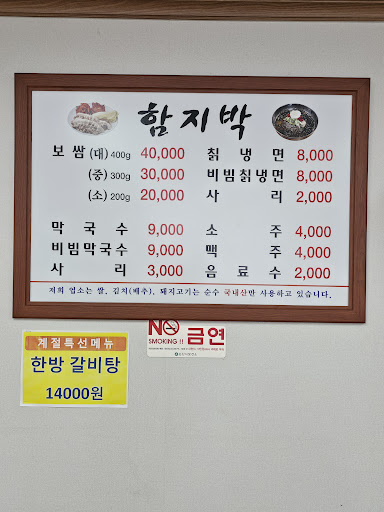 함지박
보쌈(대) 400g 40,000
(중) 300g 30,000
(소) 200g 20,000
막국수 9,000
비빔막국수 9,000
사리 3,000
칡냉면 8,000
비빔칡냉면 8,000
사리 2,000
소주 4,000
맥주 4,000
음료수 2,000
저희 업소는 쌀, 김치(배추), 돼지고기는 순수 국내산만 사용하고 있습니다.
NO SMOKING!! 금연
계절특선메뉴
한방 갈비탕
14000원